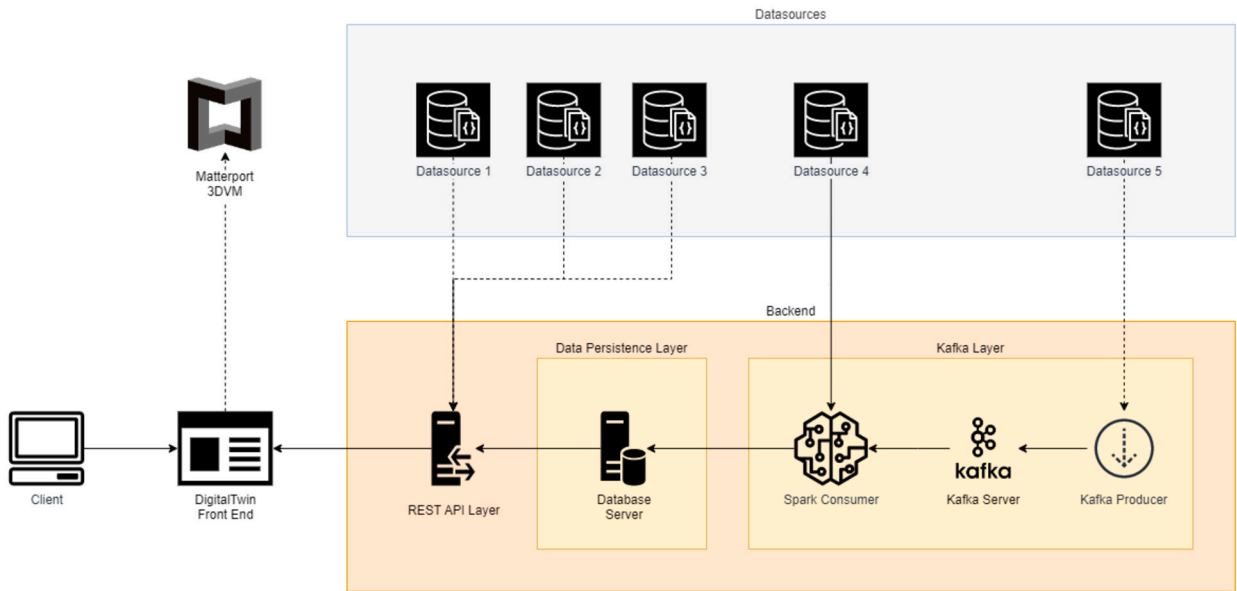 Datasources
Datasource 1
Datasource 2
Datasource 3
Datasource 4
Datasource 5
Matterport
3DVM
Backend
Data Persistence Layer
Kafka Layer
Client
DigitalTwin
Front End
REST API Layer
Database
Server
Spark Consumer
kafka
Kafka Server
Kafka Producer